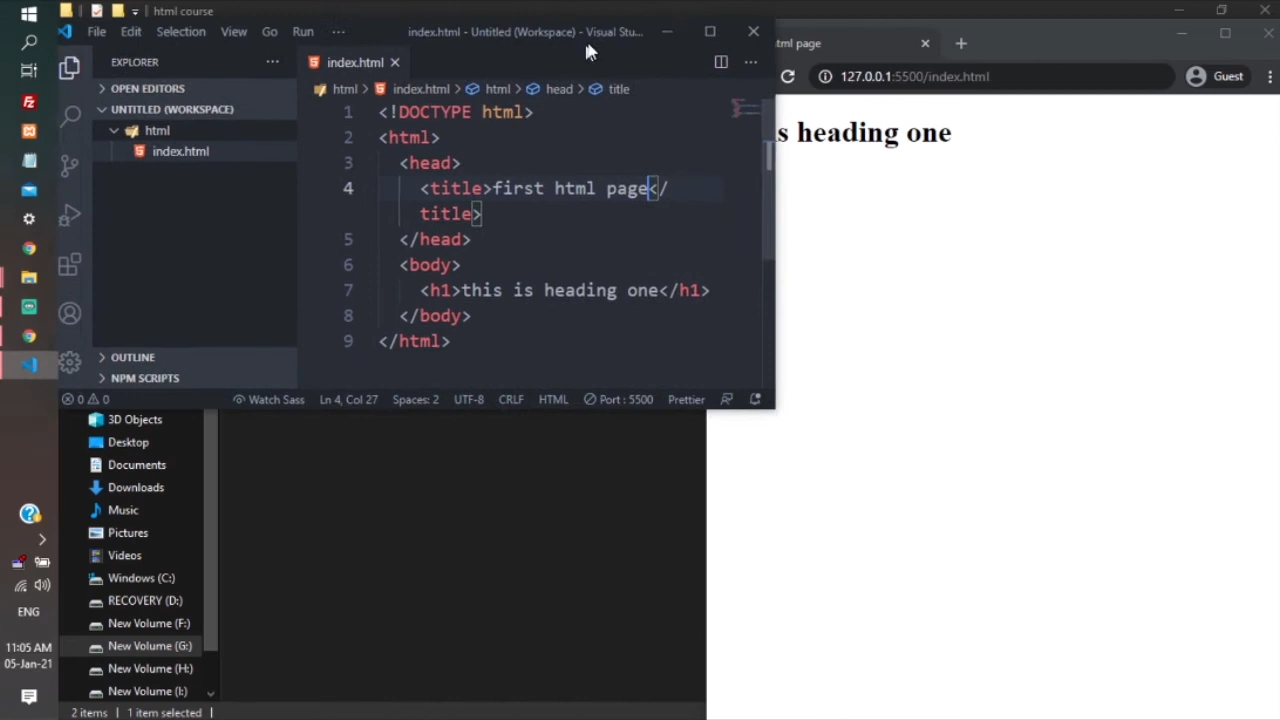 html course
File Edit Selection View Go Run ··· index.html - Untitled (Workspace) - Visual Stu...
EXPLORER ···
OPEN EDITORS
UNTITLED (WORKSPACE)
html
index.html
OUTLINE
NPM SCRIPTS
index.html
html > index.html > html > head > title
1 <!DOCTYPE html>
2 <html>
3 <head>
4 <title>first html page</
title>
5 </head>
6 <body>
7 <h1>this is heading one</h1>
8 </body>
9 </html>
0 0 Watch Sass Ln 4, Col 27 Spaces: 2 UTF-8 CRLF HTML Port : 5500 Prettier
page
127.0.0.1:5500/index.html Guest
heading one
3D Objects
Desktop
Documents
Downloads
Music
Pictures
Videos
Windows (C:)
RECOVERY (D:)
New Volume (F:)
New Volume (G:)
New Volume (H:)
New Volume (I:)
2 items | 1 item selected |
ENG
11:05 AM
05-Jan-21